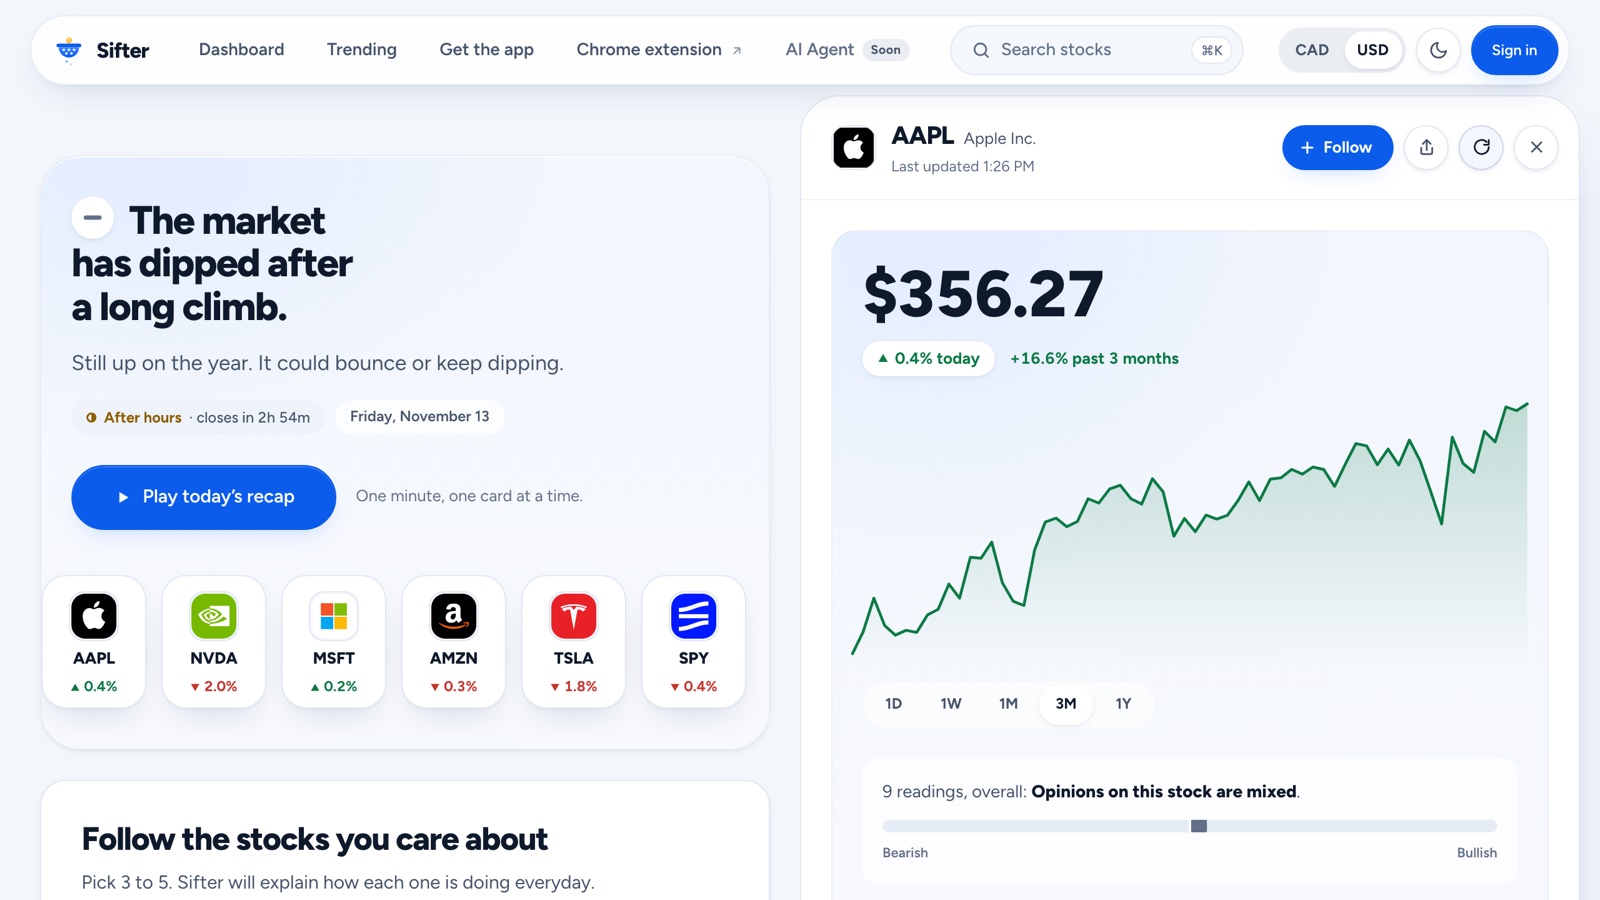 Sifter
Dashboard
Trending
Get the app
Chrome extension ↗
AI Agent Soon
Search stocks ⌘K
CAD USD
Sign in
The market
has dipped after
a long climb.
Still up on the year. It could bounce or keep dipping.
After hours · closes in 2h 54m
Friday, November 13
Play today’s recap
One minute, one card at a time.
AAPL
▲ 0.4%
NVDA
▼ 2.0%
MSFT
▲ 0.2%
AMZN
▼ 0.3%
TSLA
▼ 1.8%
SPY
▼ 0.4%
Follow the stocks you care about
Pick 3 to 5. Sifter will explain how each one is doing everyday.
AAPL Apple Inc.
Last updated 1:26 PM
+ Follow
$356.27
▲ 0.4% today
+16.6% past 3 months
1D 1W 1M 3M 1Y
9 readings, overall: Opinions on this stock are mixed.
Bearish
Bullish